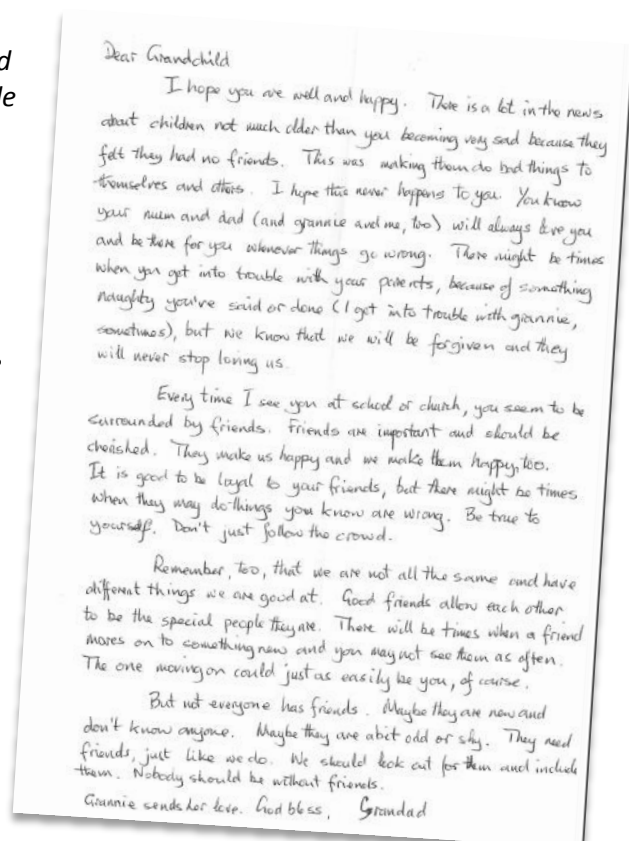 Dear Grandchild
I hope you are well and happy. There is a lot in the news
about children not much older than you becoming very sad because they
felt they had no friends. This was making them do bad things to
themselves and others. I hope this never happens to you. You know
your mum and dad (and grannie and me, too) will always love you
and be there for you whenever things go wrong. There might be times
when you get into trouble with your parents, because of something
naughty you've said or done (I get into trouble with grannie,
sometimes), but we know that we will be forgiven and they
will never stop loving us.
Every time I see you at school or church, you seem to be
surrounded by friends. Friends are important and should be
cherished. They make us happy and we make them happy, too.
It is good to be loyal to your friends, but there might be times
when they may do things you know are wrong. Be true to
yourself. Don't just follow the crowd.
Remember, too, that we are not all the same and have
different things we are good at. Good friends allow each other
to be the special people they are. There will be times when a friend
moves on to something new and you may not see them as often.
The one moving on could just as easily be you, of course.
But not everyone has friends. Maybe they are new and
don't know anyone. Maybe they are a bit odd or shy. They need
friends, just like we do. We should look out for them and include
them. Nobody should be without friends.
Grannie sends her love. God bless, Grandad